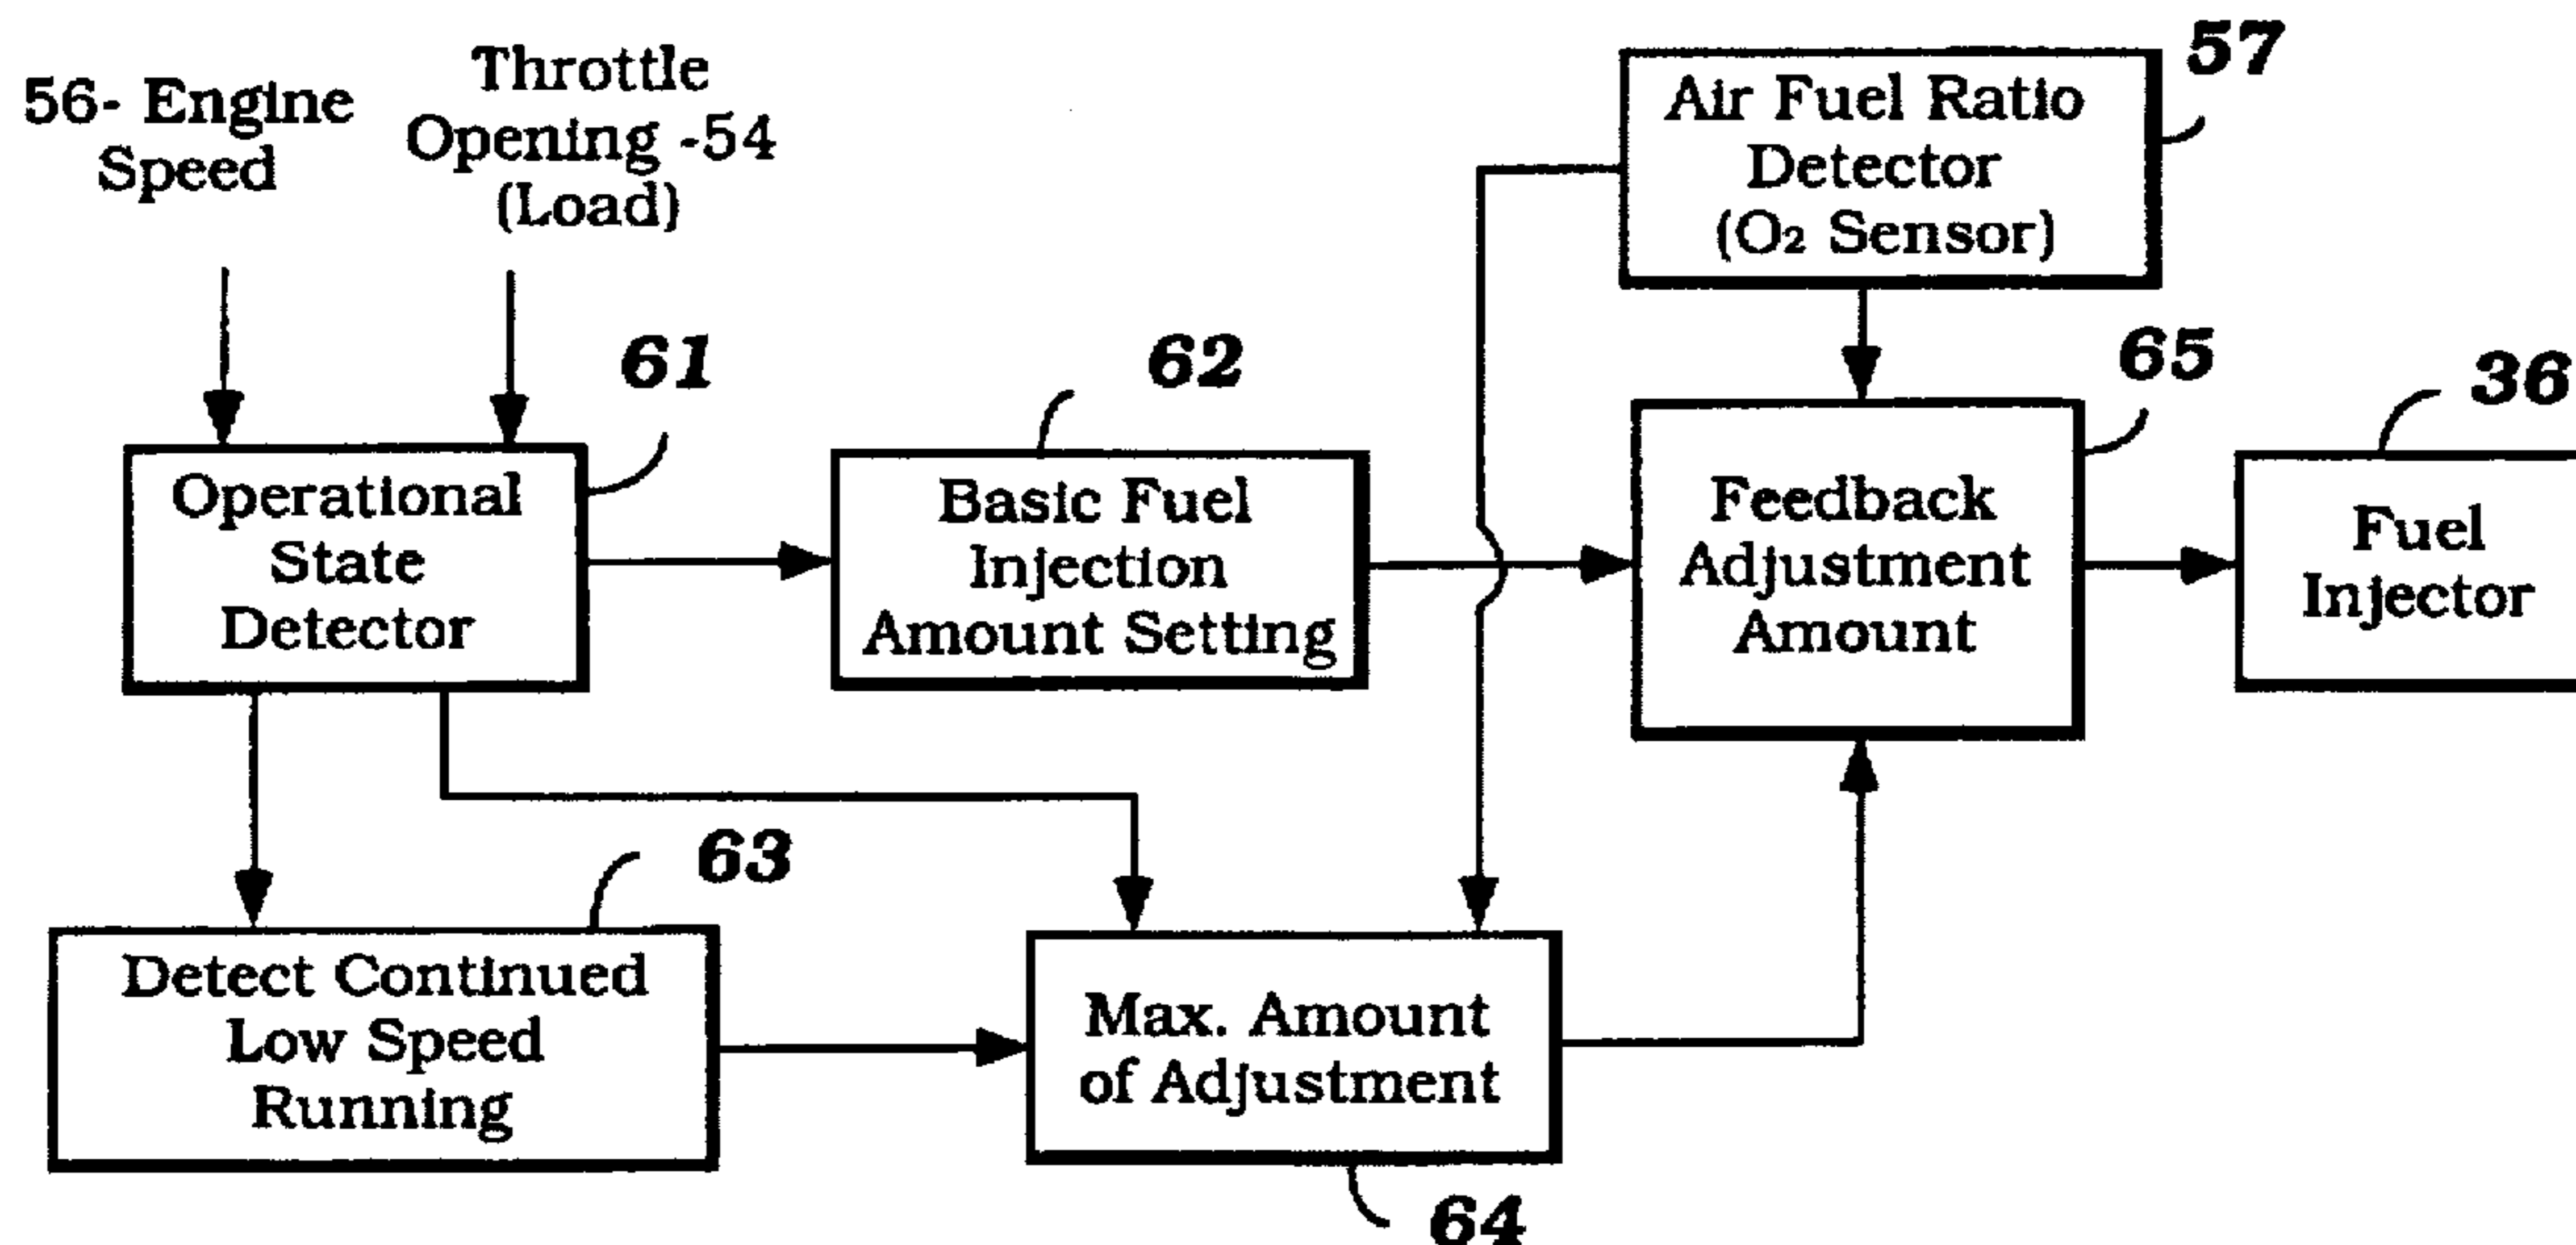 56- Engine
Speed
Throttle
Opening -54
(Load)
Air Fuel Ratio
Detector
(O₂ Sensor)
57
61
62
65
36
Operational
State
Detector
Basic Fuel
Injection
Amount Setting
Feedback
Adjustment
Amount
Fuel
Injector
63
Detect Continued
Low Speed
Running
Max. Amount
of Adjustment
64